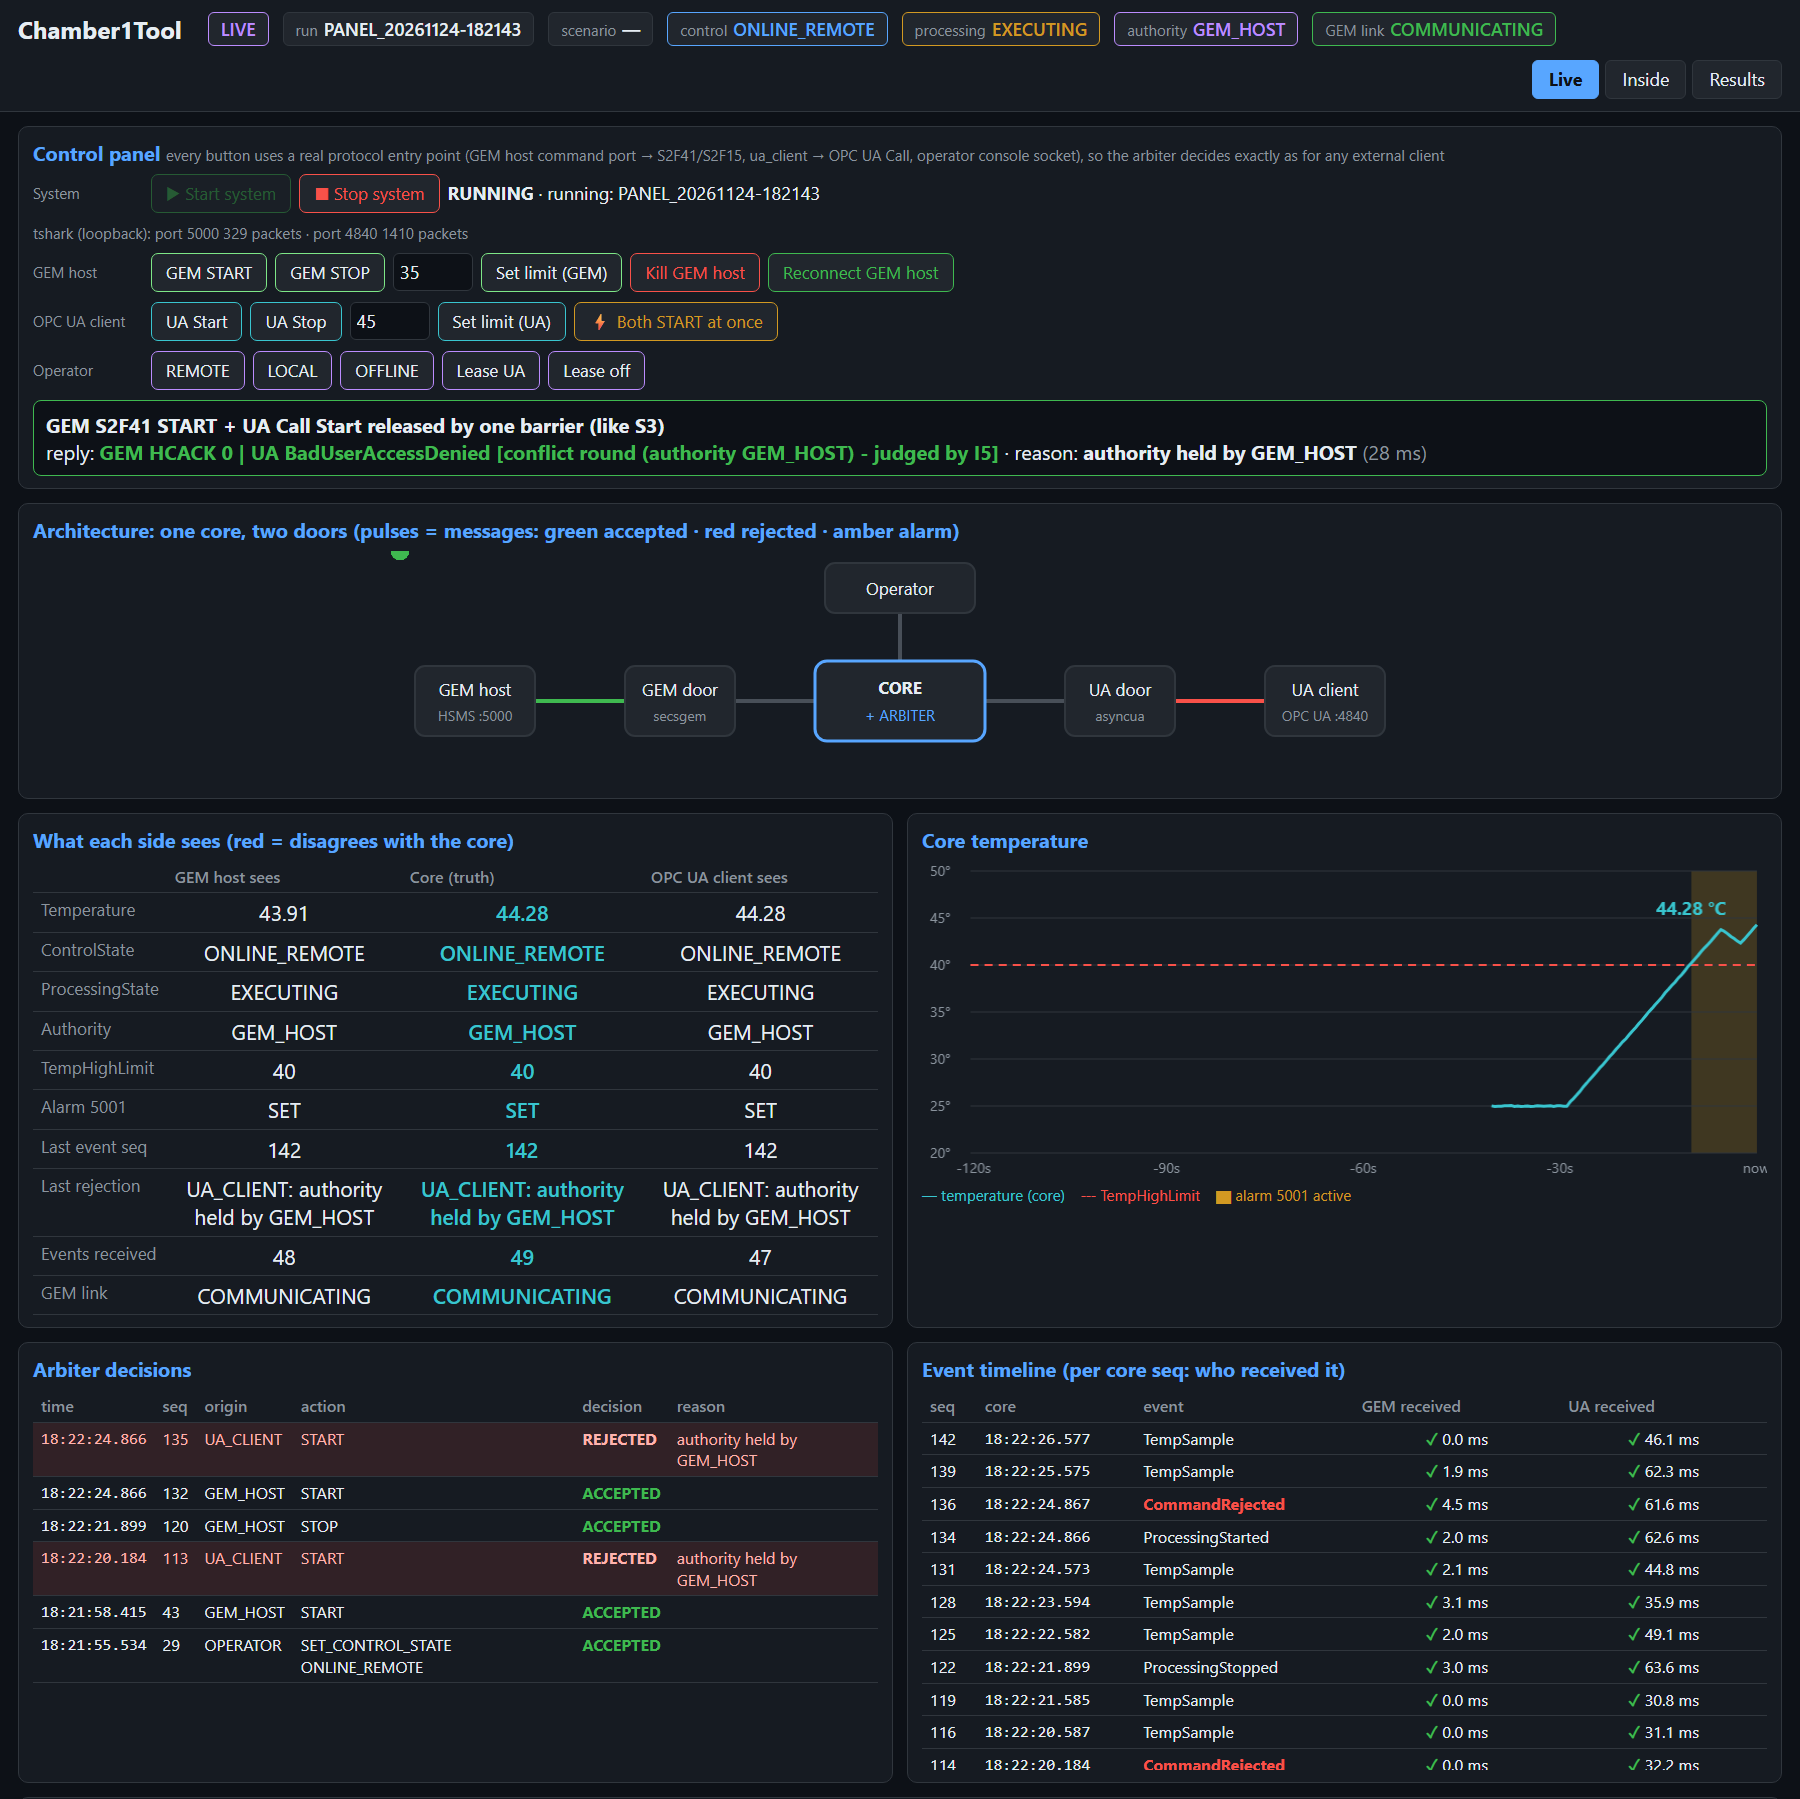 Chamber1Tool LIVE run PANEL_20261124-182143 scenario — control ONLINE_REMOTE processing EXECUTING authority GEM_HOST GEM link COMMUNICATING
Live Inside Results
Control panel every button uses a real protocol entry point (GEM host command port → S2F41/S2F15, ua_client → OPC UA Call, operator console socket), so the arbiter decides exactly as for any external client
System ▶ Start system ■ Stop system RUNNING · running: PANEL_20261124-182143
tshark (loopback): port 5000 329 packets · port 4840 1410 packets
GEM host GEM START GEM STOP 35 Set limit (GEM) Kill GEM host Reconnect GEM host
OPC UA client UA Start UA Stop 45 Set limit (UA) ⚡ Both START at once
Operator REMOTE LOCAL OFFLINE Lease UA Lease off
GEM S2F41 START + UA Call Start released by one barrier (like S3)
reply: GEM HCACK 0 | UA BadUserAccessDenied [conflict round (authority GEM_HOST) - judged by I5] · reason: authority held by GEM_HOST (28 ms)
Architecture: one core, two doors (pulses = messages: green accepted · red rejected · amber alarm)
Operator
GEM host GEM door CORE UA door UA client
HSMS :5000 secsgem + ARBITER asyncua OPC UA :4840
What each side sees (red = disagrees with the core)
GEM host sees Core (truth) OPC UA client sees
Temperature 43.91 44.28 44.28
ControlState ONLINE_REMOTE ONLINE_REMOTE ONLINE_REMOTE
ProcessingState EXECUTING EXECUTING EXECUTING
Authority GEM_HOST GEM_HOST GEM_HOST
TempHighLimit 40 40 40
Alarm 5001 SET SET SET
Last event seq 142 142 142
Last rejection UA_CLIENT: authority UA_CLIENT: authority UA_CLIENT: authority
held by GEM_HOST held by GEM_HOST held by GEM_HOST
Events received 48 49 47
GEM link COMMUNICATING COMMUNICATING COMMUNICATING
Core temperature
50°
44.28 °C
45°
40°
35°
30°
25°
20°
-120s -90s -60s -30s now
— temperature (core) --- TempHighLimit alarm 5001 active
Arbiter decisions
time seq origin action decision reason
18:22:24.866 135 UA_CLIENT START REJECTED authority held by
GEM_HOST
18:22:24.866 132 GEM_HOST START ACCEPTED
18:22:21.899 120 GEM_HOST STOP ACCEPTED
18:22:20.184 113 UA_CLIENT START REJECTED authority held by
GEM_HOST
18:21:58.415 43 GEM_HOST START ACCEPTED
18:21:55.534 29 OPERATOR SET_CONTROL_STATE ACCEPTED
ONLINE_REMOTE
Event timeline (per core seq: who received it)
seq core event GEM received UA received
142 18:22:26.577 TempSample ✓ 0.0 ms ✓ 46.1 ms
139 18:22:25.575 TempSample ✓ 1.9 ms ✓ 62.3 ms
136 18:22:24.867 CommandRejected ✓ 4.5 ms ✓ 61.6 ms
134 18:22:24.866 ProcessingStarted ✓ 2.0 ms ✓ 62.6 ms
131 18:22:24.573 TempSample ✓ 2.1 ms ✓ 44.8 ms
128 18:22:23.594 TempSample ✓ 3.1 ms ✓ 35.9 ms
125 18:22:22.582 TempSample ✓ 2.0 ms ✓ 49.1 ms
122 18:22:21.899 ProcessingStopped ✓ 3.0 ms ✓ 63.6 ms
119 18:22:21.585 TempSample ✓ 0.0 ms ✓ 30.8 ms
116 18:22:20.587 TempSample ✓ 0.0 ms ✓ 31.1 ms
114 18:22:20.184 CommandRejected ✓ 0.0 ms ✓ 32.2 ms